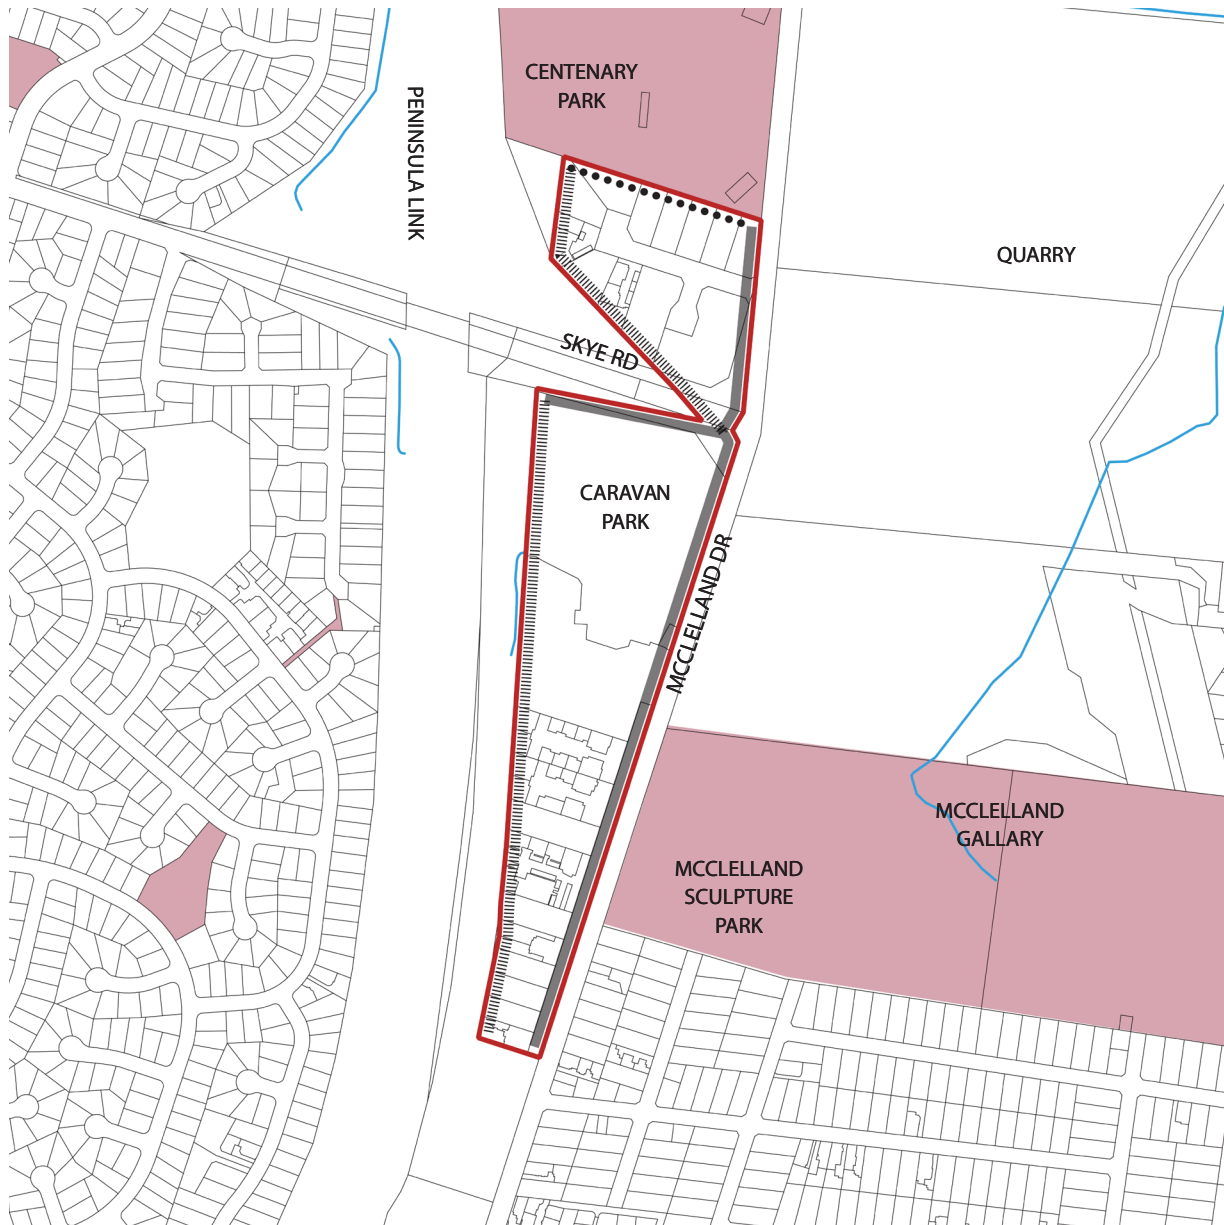 CENTENARY
PARK
PENINSULA LINK
QUARRY
SKYE RD
CARAVAN
PARK
MCCLELLAND DR
MCCLELLAND
GALLARY
MCCLELLAND
SCULPTURE
PARK